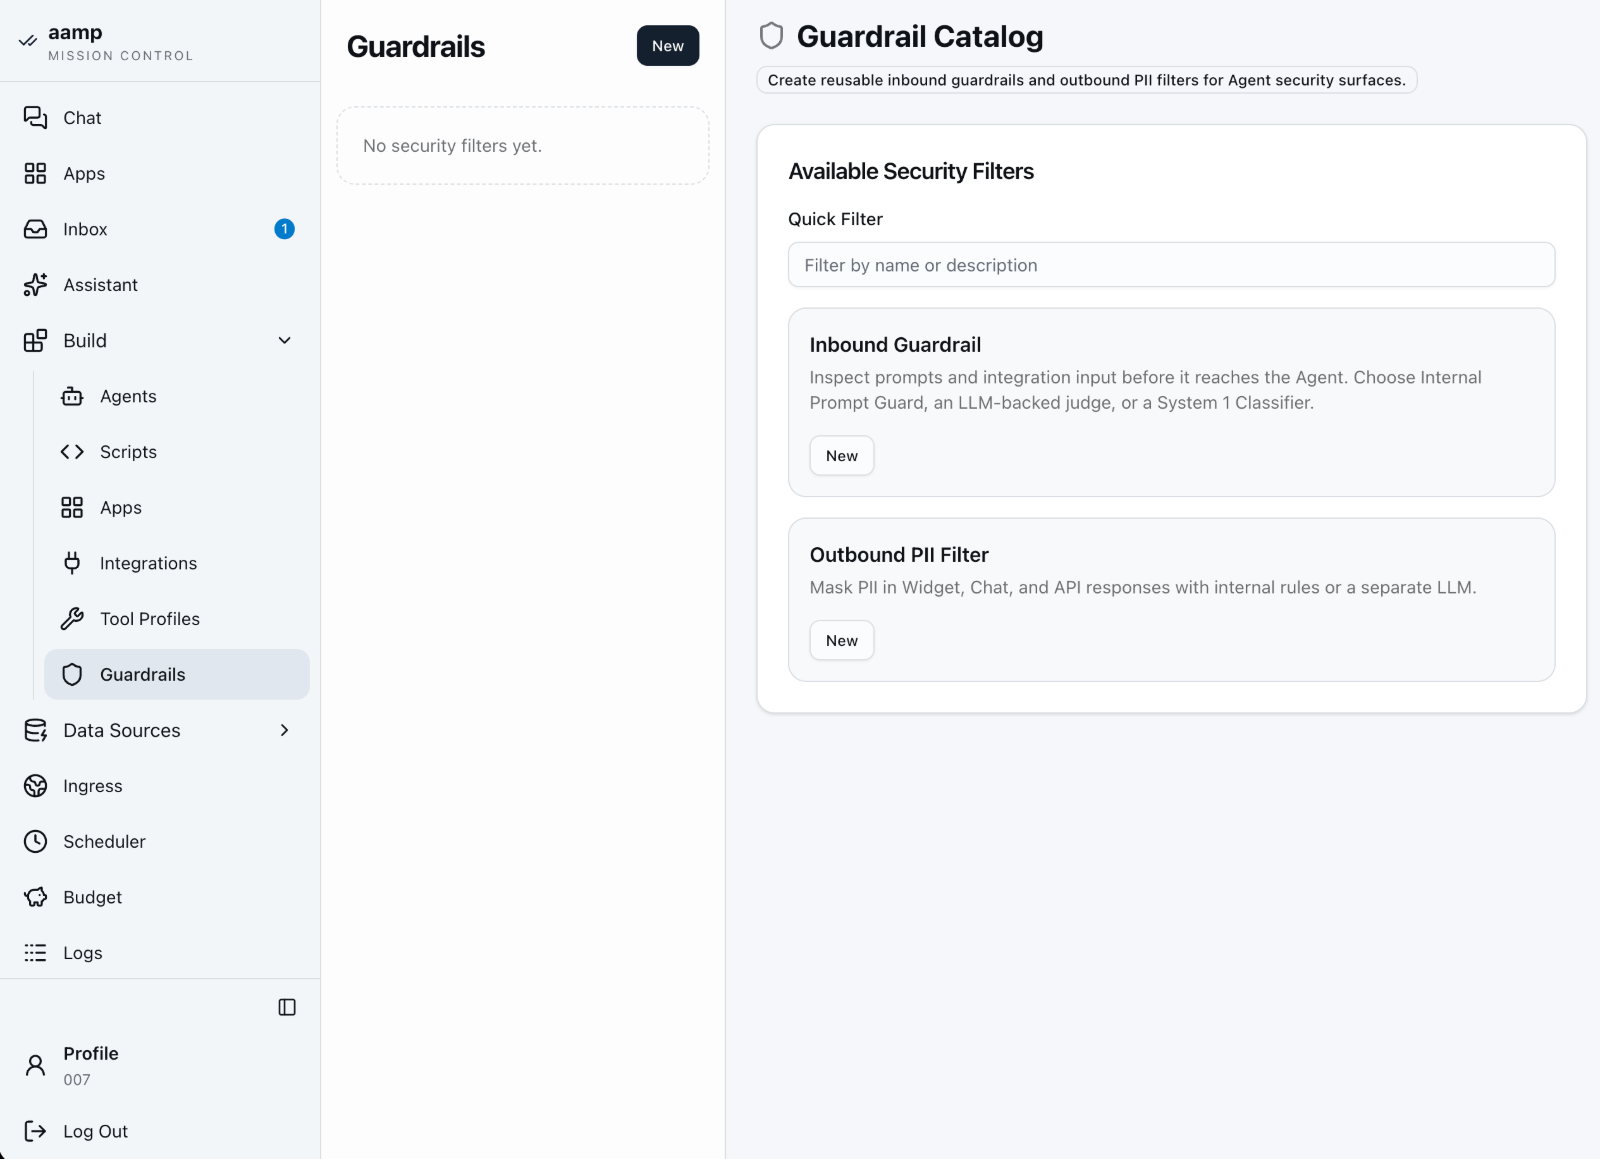 aamp
MISSION CONTROL
Chat
Apps
Inbox
1
Assistant
Build
Agents
Scripts
Apps
Integrations
Tool Profiles
Guardrails
Data Sources
Ingress
Scheduler
Budget
Logs
Profile
007
Log Out
Guardrails
New
No security filters yet.
Guardrail Catalog
Create reusable inbound guardrails and outbound PII filters for Agent security surfaces.
Available Security Filters
Quick Filter
Filter by name or description
Inbound Guardrail
Inspect prompts and integration input before it reaches the Agent. Choose Internal
Prompt Guard, an LLM-backed judge, or a System 1 Classifier.
New
Outbound PII Filter
Mask PII in Widget, Chat, and API responses with internal rules or a separate LLM.
New